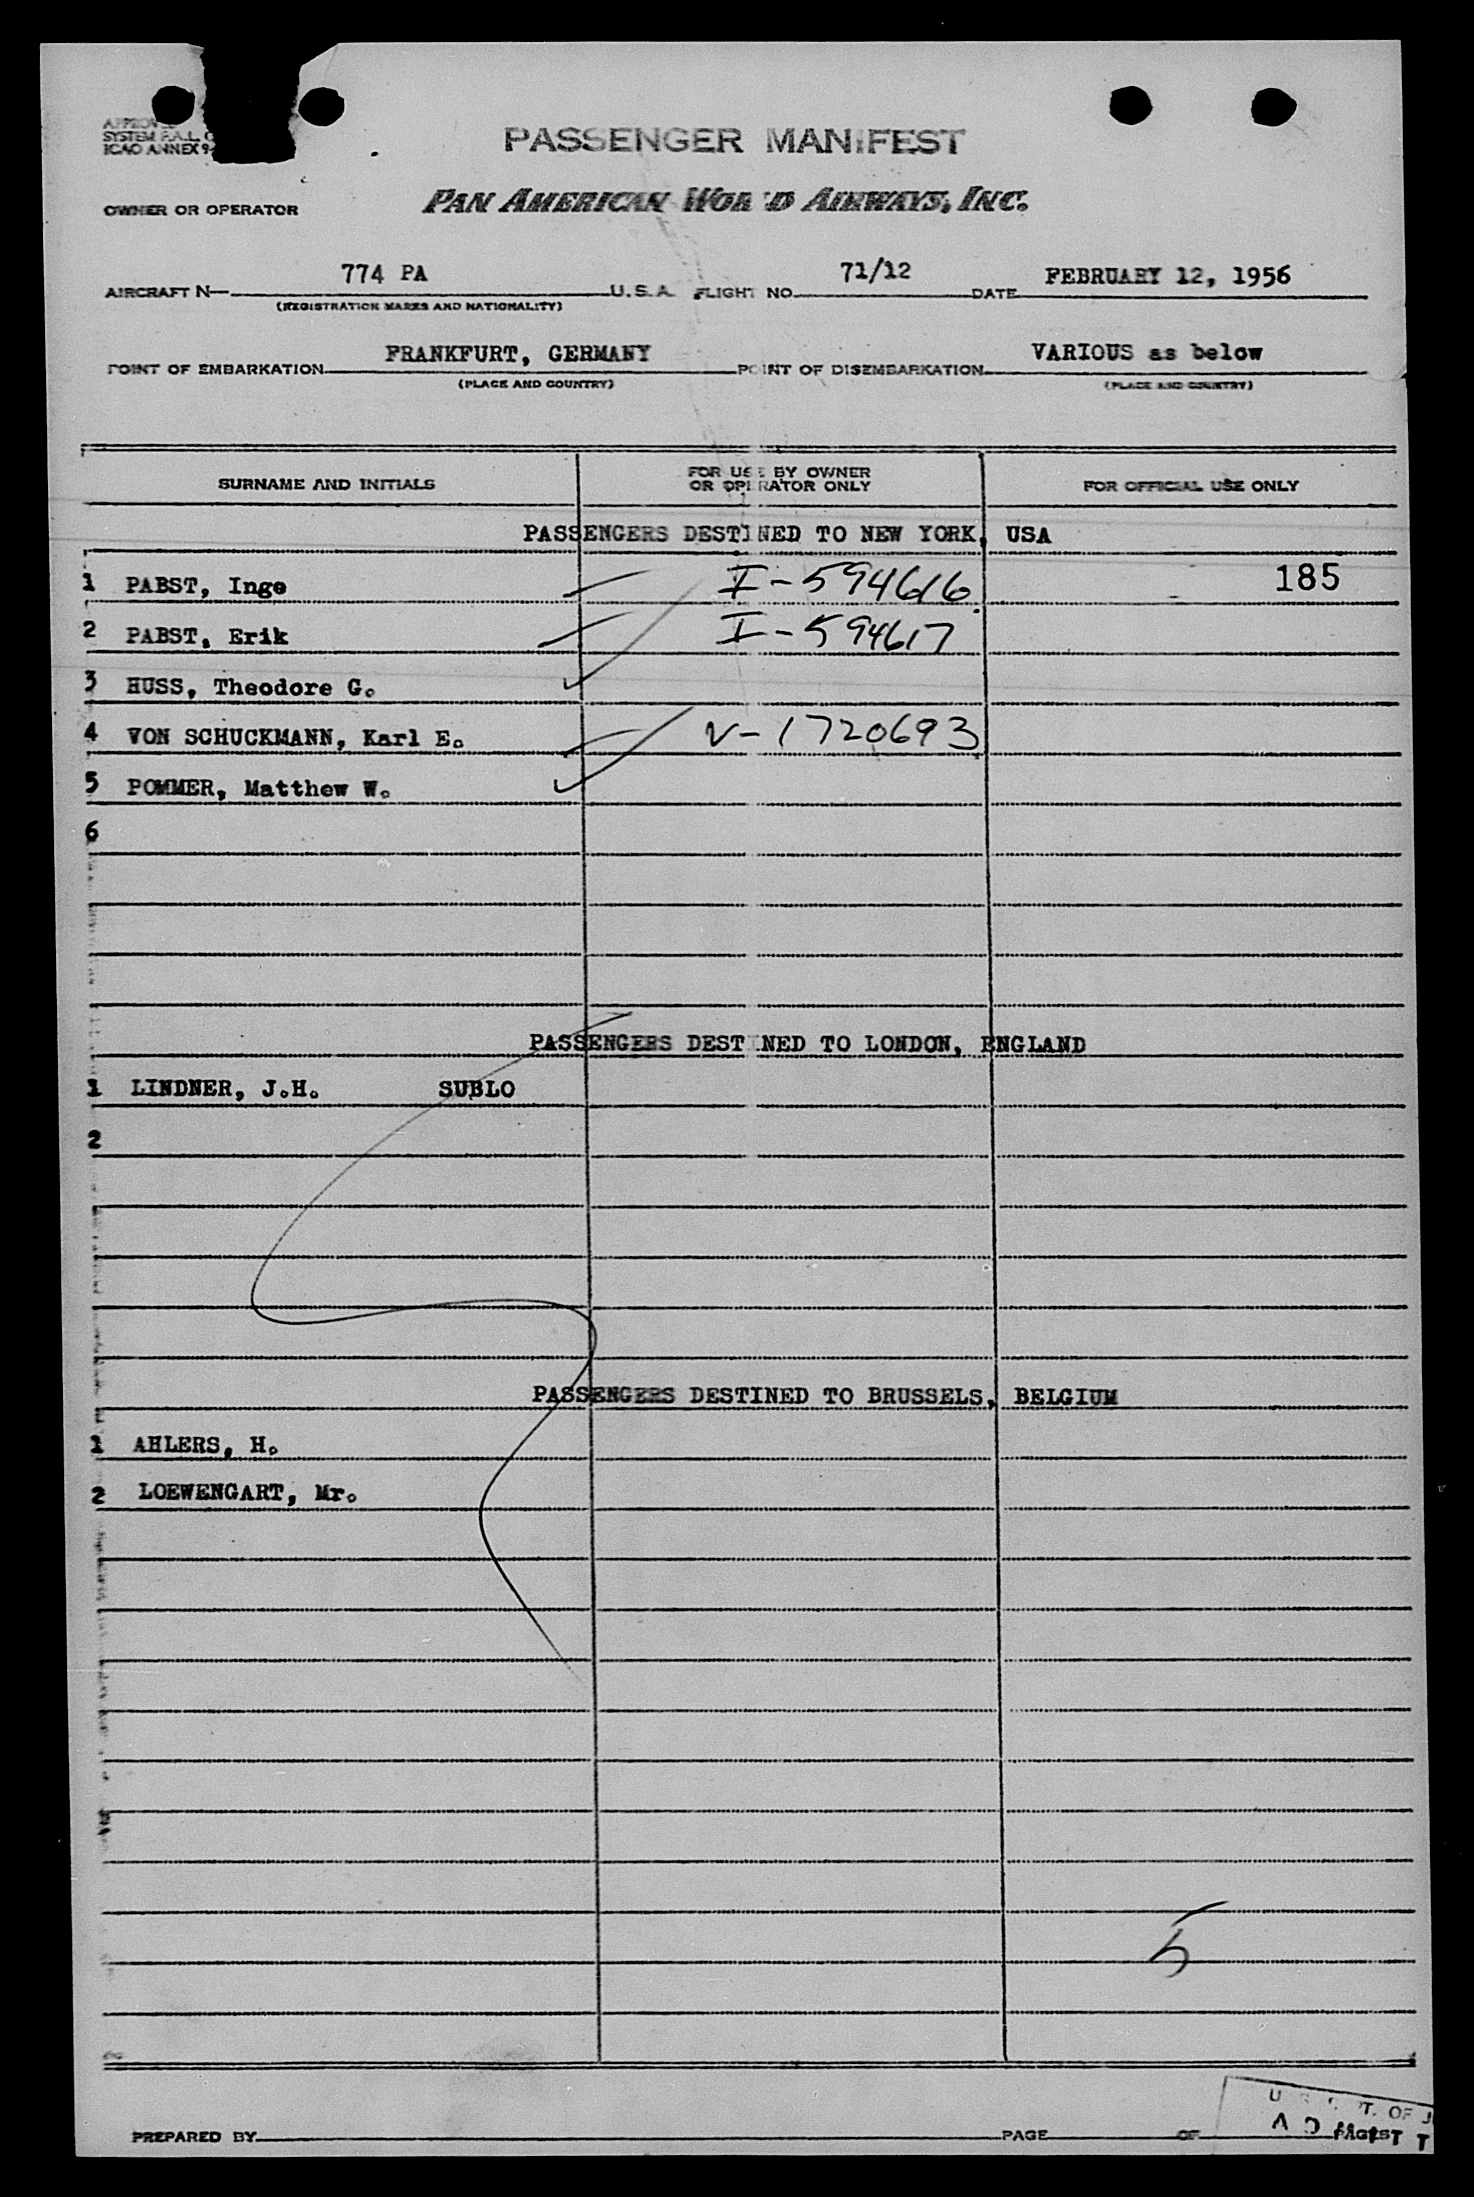 SYSTEM F.A.L.
ICAO ANNEX 9
PASSENGER MANIFEST
OWNER OR OPERATOR PAN AMERICAN WORLD AIRWAYS, INC.
AIRCRAFT N 774 PA U.S.A. FLIGHT NO. 71/12 DATE FEBRUARY 12, 1956
(REGISTRATION MARKS AND NATIONALITY)
POINT OF EMBARKATION FRANKFURT, GERMANY POINT OF DISEMBARKATION VARIOUS as below
(PLACE AND COUNTRY) (PLACE AND COUNTRY)
SURNAME AND INITIALS FOR USE BY OWNER OR OPERATOR ONLY FOR OFFICIAL USE ONLY
PASSENGERS DESTINED TO NEW YORK, USA
1 PABST, Inge I-594616 185
2 PABST, Erik I-594617
3 HUSS, Theodore G.
4 VON SCHUCKMANN, Karl E. V-1720693
5 POMMER, Matthew W.
6
PASSENGERS DESTINED TO LONDON, ENGLAND
1 LINDNER, J.H. SUBLO
2
PASSENGERS DESTINED TO BRUSSELS, BELGIUM
1 AHLERS, H.
2 LOEWENGART, Mr.
5
PREPARED BY PAGE OF PAGES